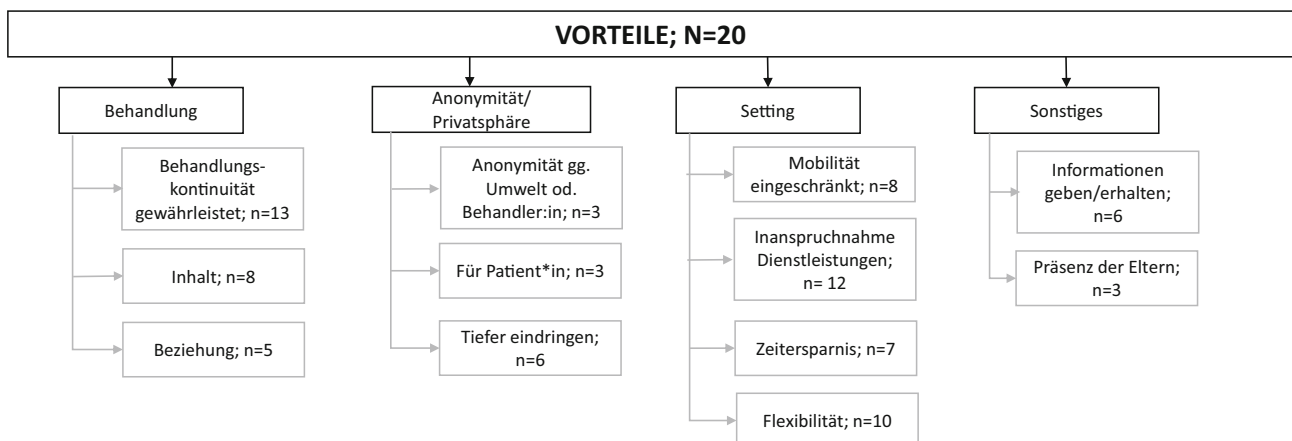 VORTEILE; N=20
Behandlung
Behandlungs-
kontinuität
gewährleistet; n=13
Inhalt; n=8
Beziehung; n=5
Anonymität/
Privatsphäre
Anonymität gg.
Umwelt od.
Behandler:in; n=3
Für Patient*in; n=3
Tiefer eindringen;
n=6
Setting
Mobilität
eingeschränkt; n=8
Inanspruchnahme
Dienstleistungen;
n= 12
Zeitersparnis; n=7
Flexibilität; n=10
Sonstiges
Informationen
geben/erhalten;
n=6
Präsenz der Eltern;
n=3